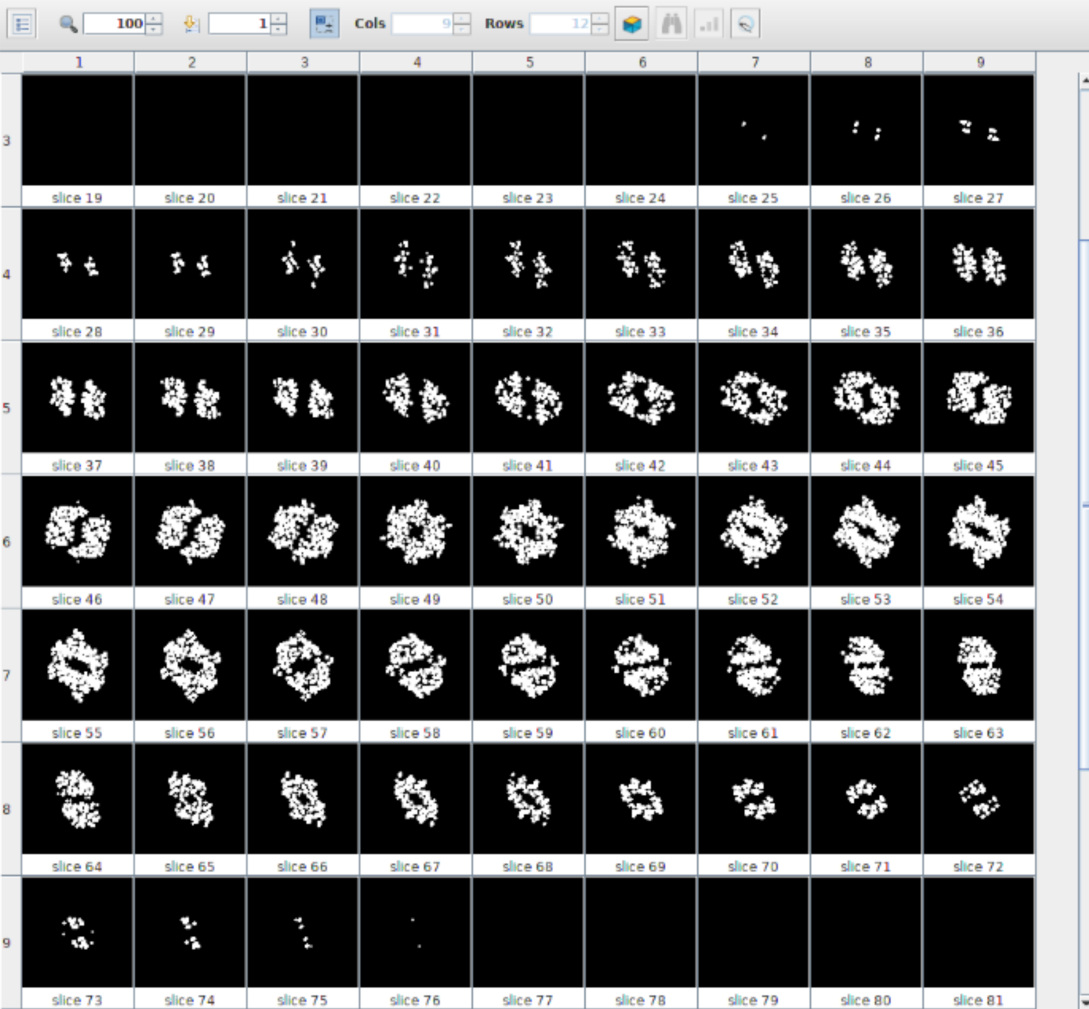 100 1 Cols 9 Rows 12
1 2 3 4 5 6 7 8 9
3
slice 19 slice 20 slice 21 slice 22 slice 23 slice 24 slice 25 slice 26 slice 27
4
slice 28 slice 29 slice 30 slice 31 slice 32 slice 33 slice 34 slice 35 slice 36
5
slice 37 slice 38 slice 39 slice 40 slice 41 slice 42 slice 43 slice 44 slice 45
6
slice 46 slice 47 slice 48 slice 49 slice 50 slice 51 slice 52 slice 53 slice 54
7
slice 55 slice 56 slice 57 slice 58 slice 59 slice 60 slice 61 slice 62 slice 63
8
slice 64 slice 65 slice 66 slice 67 slice 68 slice 69 slice 70 slice 71 slice 72
9
slice 73 slice 74 slice 75 slice 76 slice 77 slice 78 slice 79 slice 80 slice 81